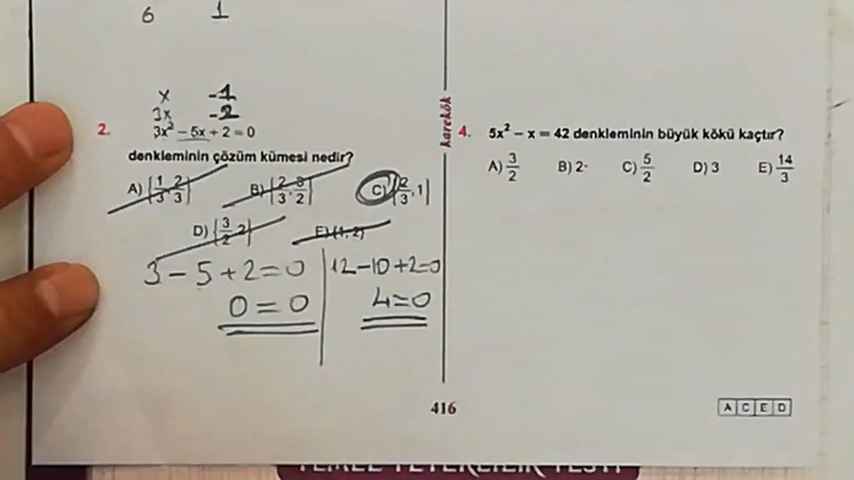 6 1
x -1
3x -2
2. 3x² - 5x + 2 = 0
denkleminin çözüm kümesi nedir?
A) {1/3, 2/3} B) {2/3, 3/2} C) {2/3, 1}
D) {3/2, 2} E) {1, 2}
3 - 5 + 2 = 0
0 = 0
12 - 10 + 2 = 0
4 = 0
karekök
4. 5x² - x = 42 denkleminin büyük kökü kaçtır?
A) 3/2 B) 2 C) 5/2 D) 3 E) 14/3
416
A C E D